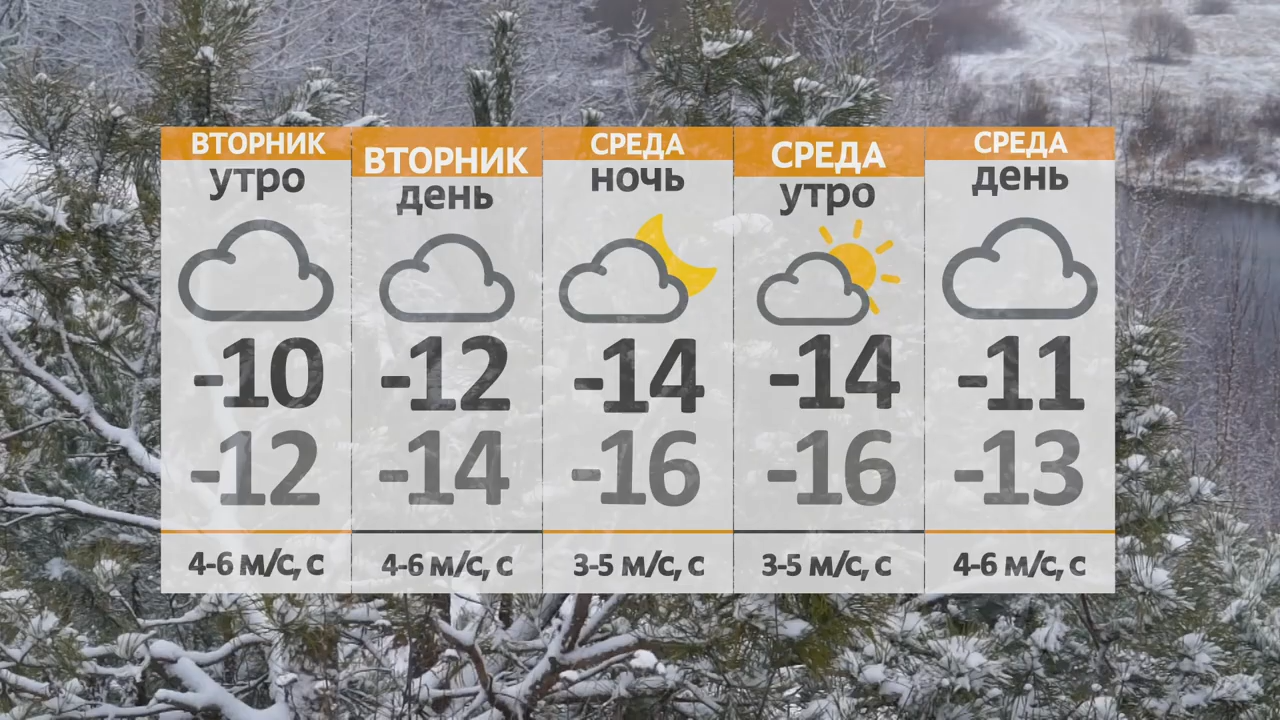 ВТОРНИК
утро
-10
-12
4-6 м/с, с
ВТОРНИК
день
-12
-14
4-6 м/с, с
СРЕДА
ночь
-14
-16
3-5 м/с, с
СРЕДА
утро
-14
-16
3-5 м/с, с
СРЕДА
день
-11
-13
4-6 м/с, с